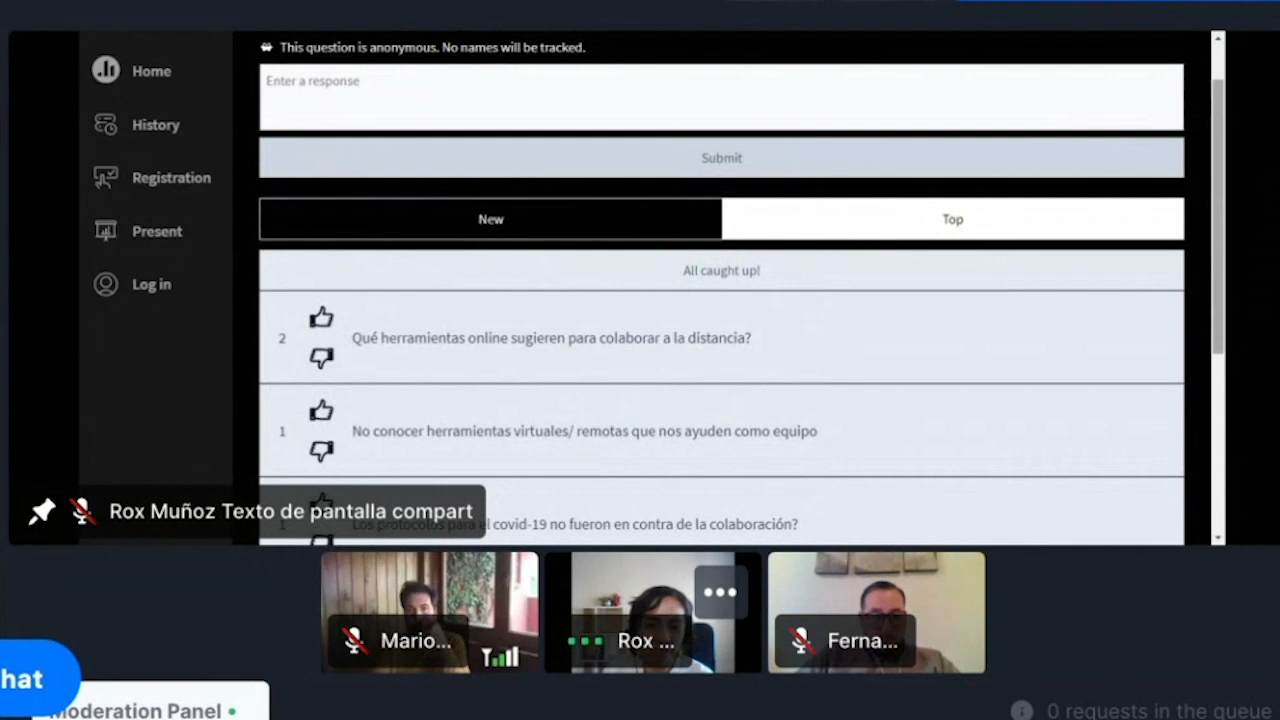 This question is anonymous. No names will be tracked.
Home
Enter a response
History
Submit
Registration
New
Top
Present
All caught up!
Log in
2
Qué herramientas online sugieren para colaborar a la distancia?
1
No conocer herramientas virtuales/ remotas que nos ayuden como equipo
Rox Muñoz Texto de pantalla compart
1
Los protocolos para el covid-19 no fueron en contra de la colaboración?
Mario...
Rox ...
Ferna...
hat
Moderation Panel
0 requests in the queue